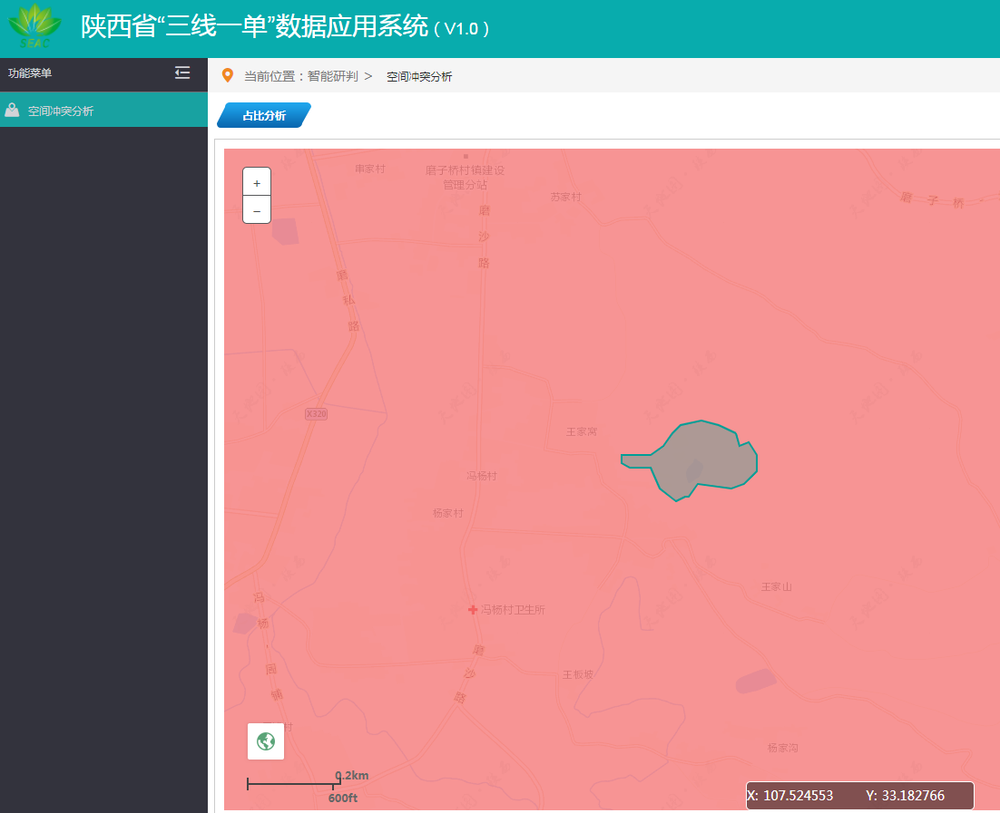 SEAC
陕西省“三线一单”数据应用系统 ( V1.0 )
功能菜单
当前位置：智能研判 >
空间冲突分析
空间冲突分析
占比分析
+
−
串家村
磨子桥村镇建设
管理分站
苏家村
磨子桥
磨沙路
磨私路
X320
王家窝
冯杨村
杨家村
王家山
冯杨村卫生所
冯杨-周铺
磨沙路
王板坡
村
杨家沟
0.2km
600ft
X: 107.524553
Y: 33.182766